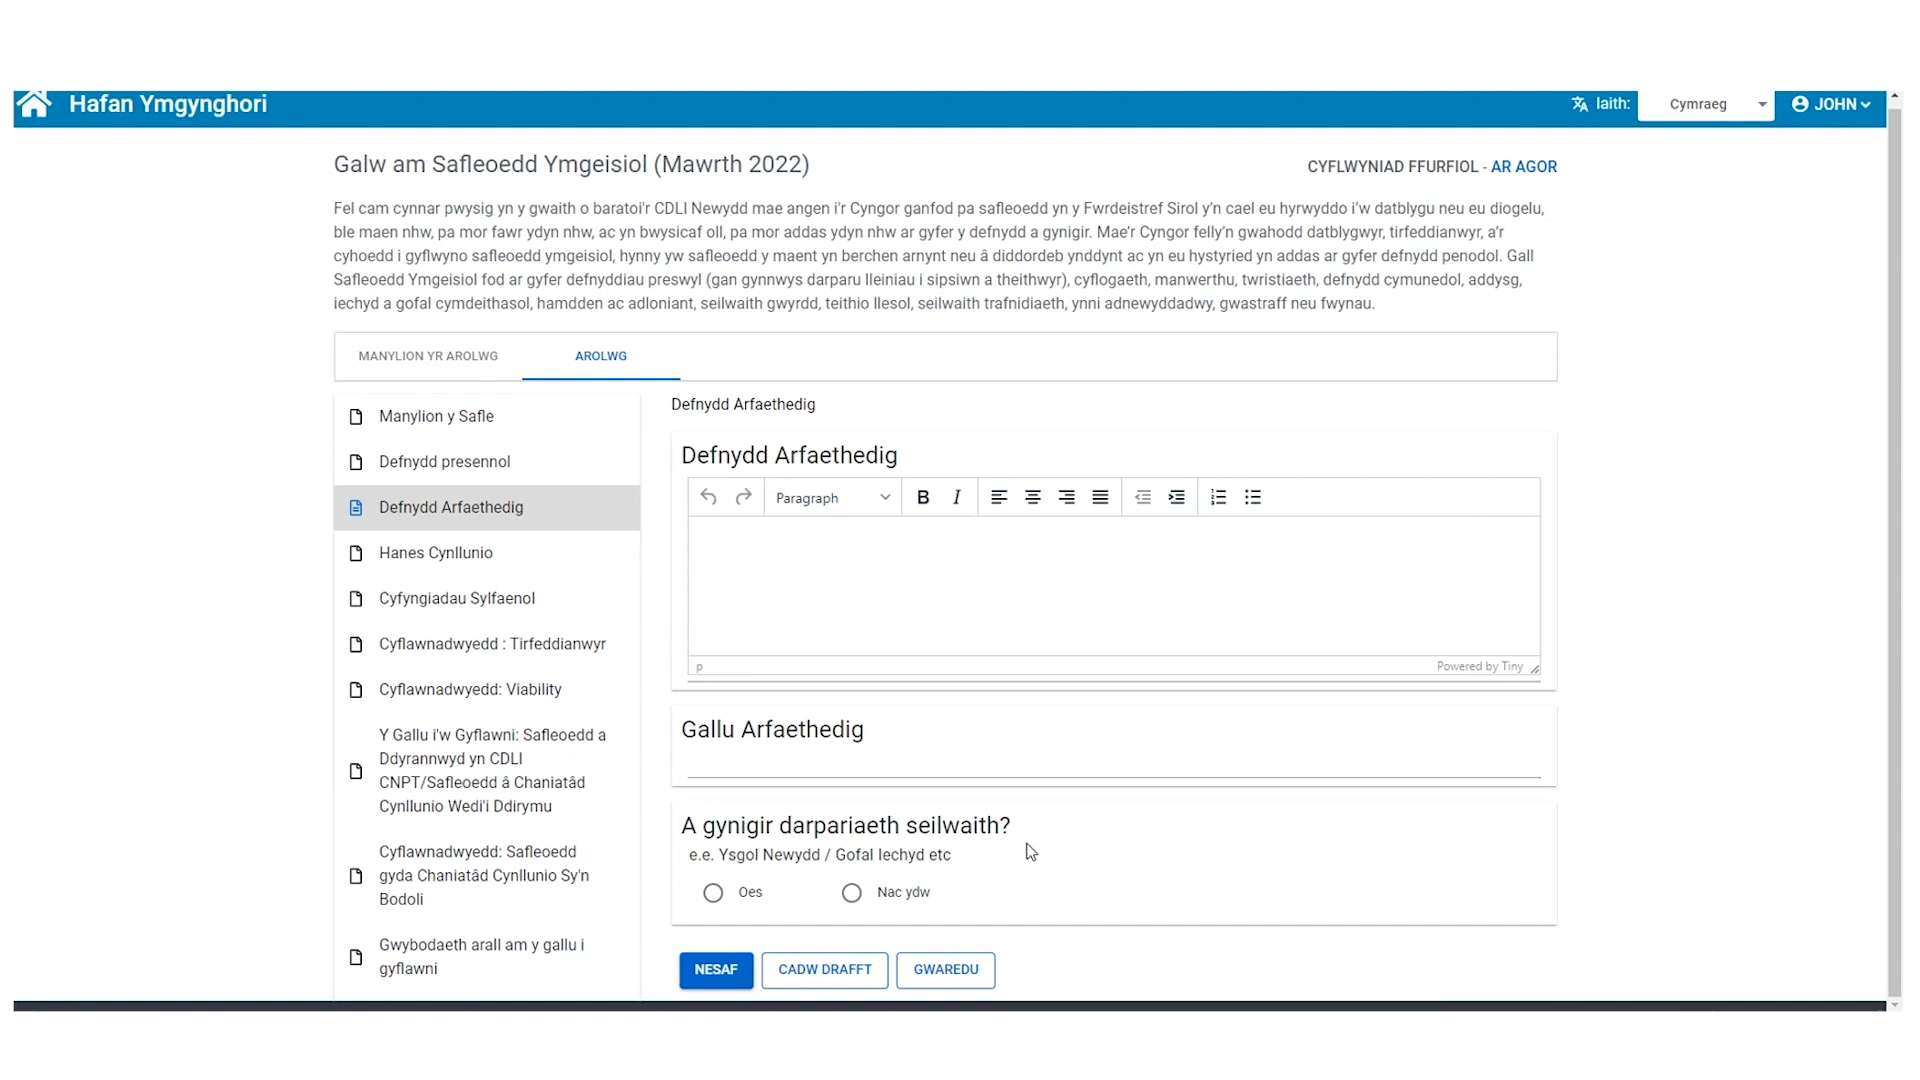 Hafan Ymgynghori
Iaith:
Cymraeg
JOHN
Galw am Safleoedd Ymgeisiol (Mawrth 2022)
CYFLWYNIAD FFURFIOL - AR AGOR
Fel cam cynnar pwysig yn y gwaith o baratoi'r CDLI Newydd mae angen i'r Cyngor ganfod pa safleoedd yn y Fwrdeistref Sirol y’n cael eu hyrwyddo i’w datblygu neu eu diogelu,
ble maen nhw, pa mor fawr ydyn nhw, ac yn bwysicaf oll, pa mor addas ydyn nhw ar gyfer y defnydd a gynigir. Mae’r Cyngor felly’n gwahodd datblygwyr, tirfeddianwyr, a’r
cyhoedd i gyflwyno safleoedd ymgeisiol, hynny yw safleoedd y maent yn berchen arnynt neu â diddordeb ynddynt ac yn eu hystyried yn addas ar gyfer defnydd penodol. Gall
Safleoedd Ymgeisiol fod ar gyfer defnyddiau preswyl (gan gynnwys darparu lleiniau i sipsiwn a theithwyr), cyflogaeth, manwerthu, twristiaeth, defnydd cymunedol, addysg,
iechyd a gofal cymdeithasol, hamdden ac adloniant, seilwaith gwyrdd, teithio llesol, seilwaith trafnidiaeth, ynni adnewyddadwy, gwastraff neu fwynau.
MANYLION YR AROLWG
AROLWG
Manylion y Safle
Defnydd presennol
Defnydd Arfaethedig
Hanes Cynllunio
Cyfyngiadau Sylfaenol
Cyflawnadwyedd : Tirfeddianwyr
Cyflawnadwyedd: Viability
Y Gallu i'w Gyflawni: Safleoedd a
Ddyrannwyd yn CDLI
CNPT/Safleoedd â Chaniatâd
Cynllunio Wedi'i Ddirymu
Cyflawnadwyedd: Safleoedd
gyda Chaniatâd Cynllunio Sy'n
Bodoli
Gwybodaeth arall am y gallu i
gyflawni
Defnydd Arfaethedig
Defnydd Arfaethedig
Paragraph
B
I
p
Powered by Tiny
Gallu Arfaethedig
A gynigir darpariaeth seilwaith?
e.e. Ysgol Newydd / Gofal Iechyd etc
Oes
Nac ydw
NESAF
CADW DRAFFT
GWAREDU